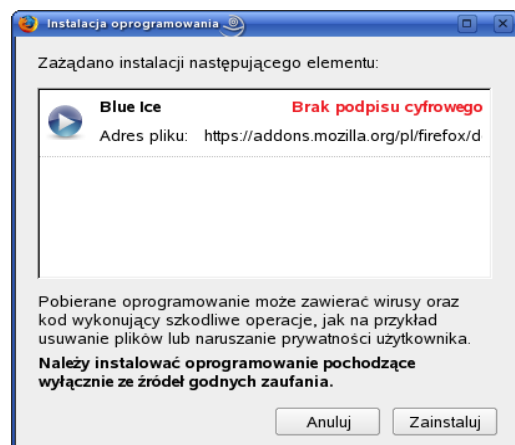 Instalacja oprogramowania
Zażądano instalacji następującego elementu:
Blue Ice Brak podpisu cyfrowego
Adres pliku: https://addons.mozilla.org/pl/firefox/d
Pobierane oprogramowanie może zawierać wirusy oraz
kod wykonujący szkodliwe operacje, jak na przykład
usuwanie plików lub naruszanie prywatności użytkownika.
Należy instalować oprogramowanie pochodzące
wyłącznie ze źródeł godnych zaufania.
Anuluj Zainstaluj